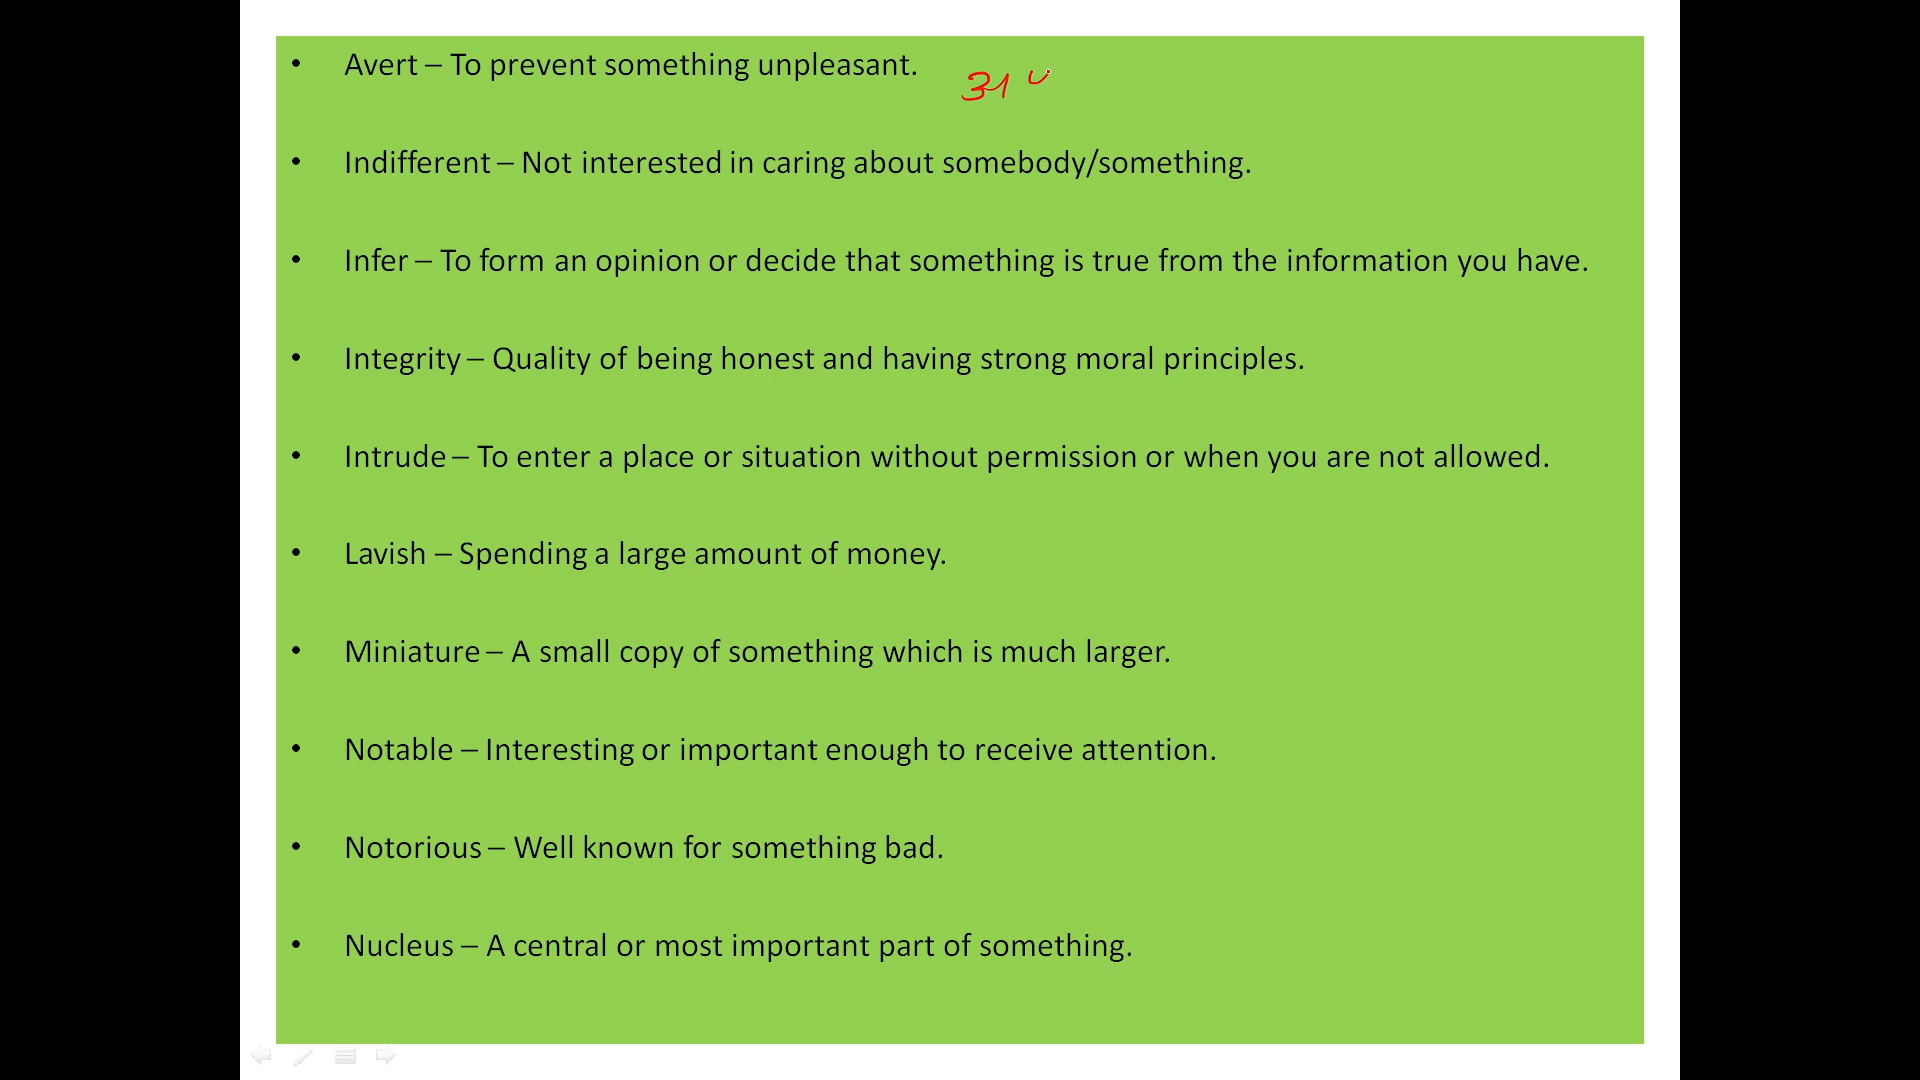 • Avert – To prevent something unpleasant.
• Indifferent – Not interested in caring about somebody/something.
• Infer – To form an opinion or decide that something is true from the information you have.
• Integrity – Quality of being honest and having strong moral principles.
• Intrude – To enter a place or situation without permission or when you are not allowed.
• Lavish – Spending a large amount of money.
• Miniature – A small copy of something which is much larger.
• Notable – Interesting or important enough to receive attention.
• Notorious – Well known for something bad.
• Nucleus – A central or most important part of something.